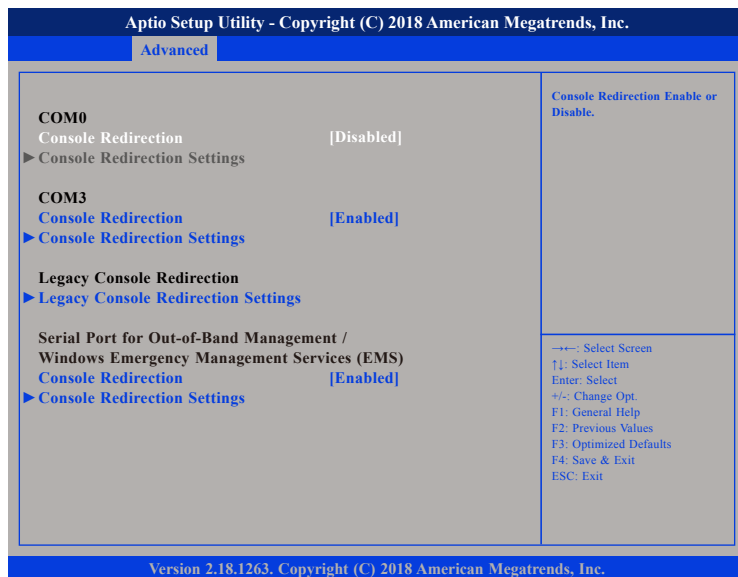 Aptio Setup Utility - Copyright (C) 2018 American Megatrends, Inc.
Advanced
COM0
Console Redirection [Disabled]
►Console Redirection Settings
COM3
Console Redirection [Enabled]
►Console Redirection Settings
Legacy Console Redirection
►Legacy Console Redirection Settings
Serial Port for Out-of-Band Management /
Windows Emergency Management Services (EMS)
Console Redirection [Enabled]
►Console Redirection Settings
Console Redirection Enable or
Disable.
→←: Select Screen
↑↓: Select Item
Enter: Select
+/-: Change Opt.
F1: General Help
F2: Previous Values
F3: Optimized Defaults
F4: Save & Exit
ESC: Exit
Version 2.18.1263. Copyright (C) 2018 American Megatrends, Inc.